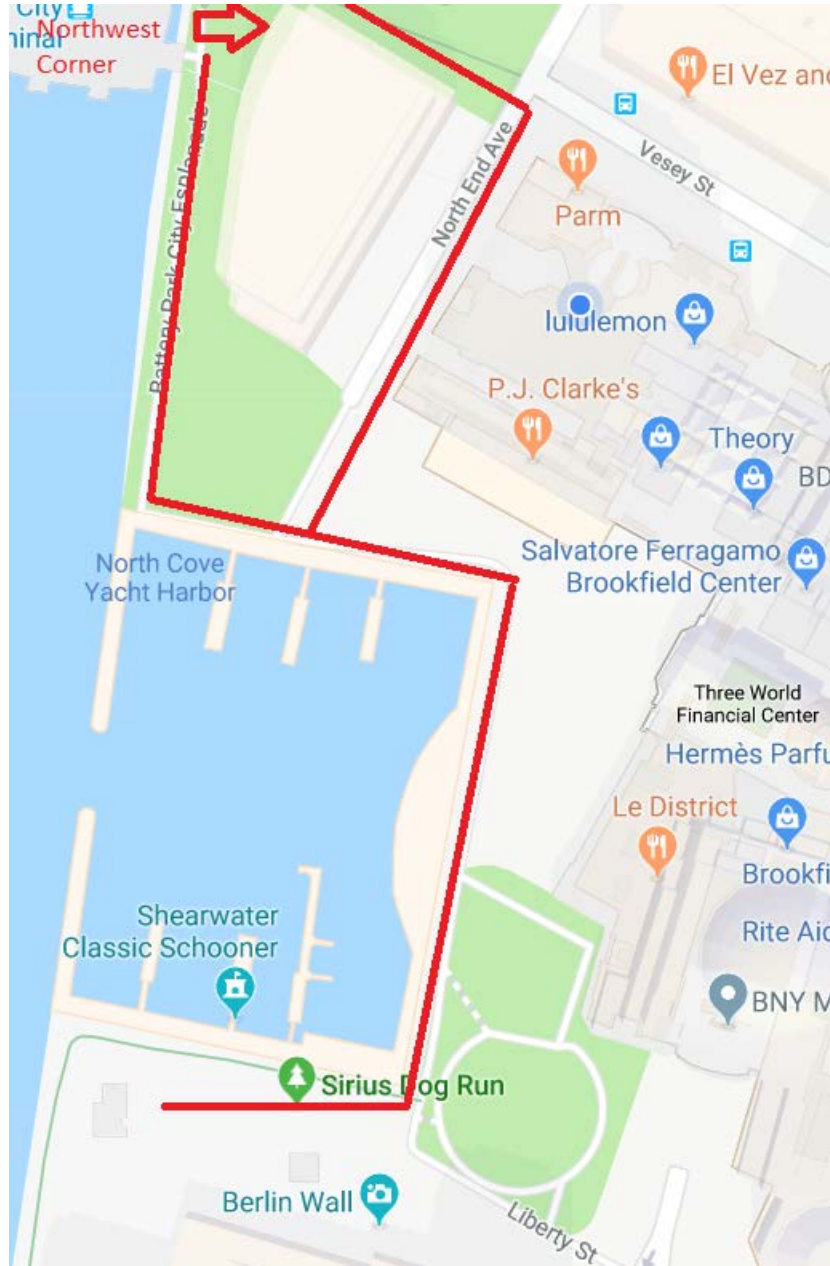 City
Northwest
minal
Corner
El Vez and
Vesey St
Parm
North End Ave
Battery Park City Esplanade
lululemon
P.J. Clarke's
Theory
BD
North Cove
Yacht Harbor
Salvatore Ferragamo
Brookfield Center
Three World
Financial Center
Hermès Parfu
Le District
Brookfi
Shearwater
Classic Schooner
Rite Aid
BNY M
Sirius Dog Run
Berlin Wall
Liberty St